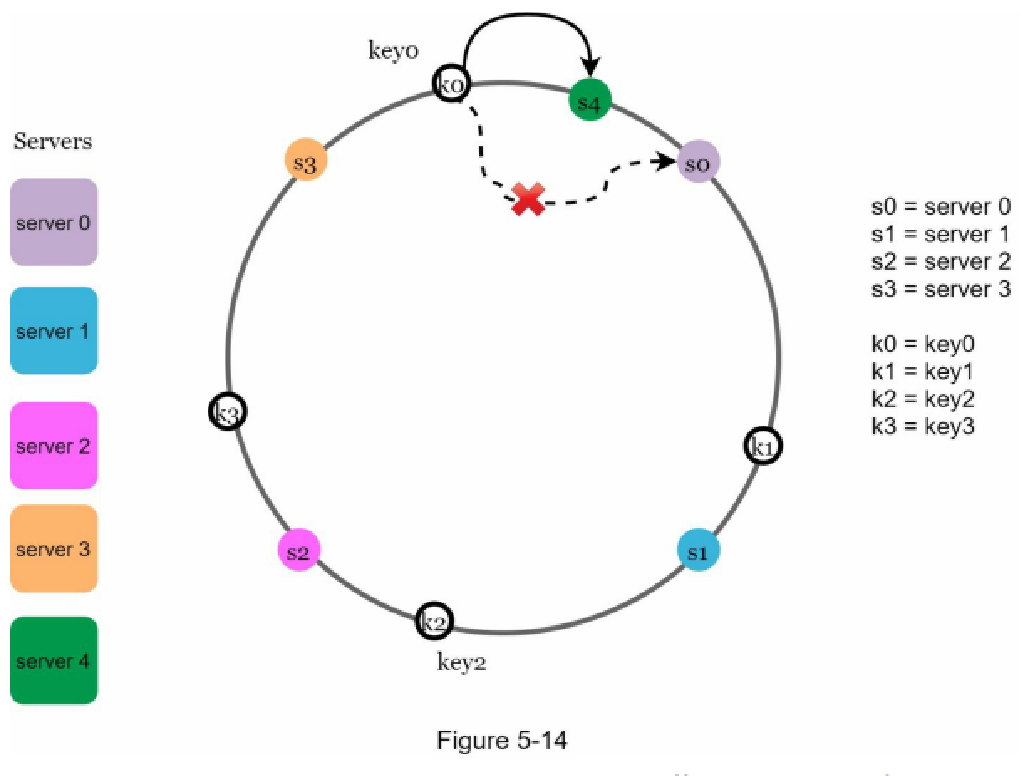 key0
k0
s4
Servers
s3
s0
server 0
s0 = server 0
s1 = server 1
s2 = server 2
s3 = server 3
server 1
k0 = key0
k1 = key1
k2 = key2
k3 = key3
k3
server 2
k1
server 3
s2
s1
k2
server 4
key2
Figure 5-14